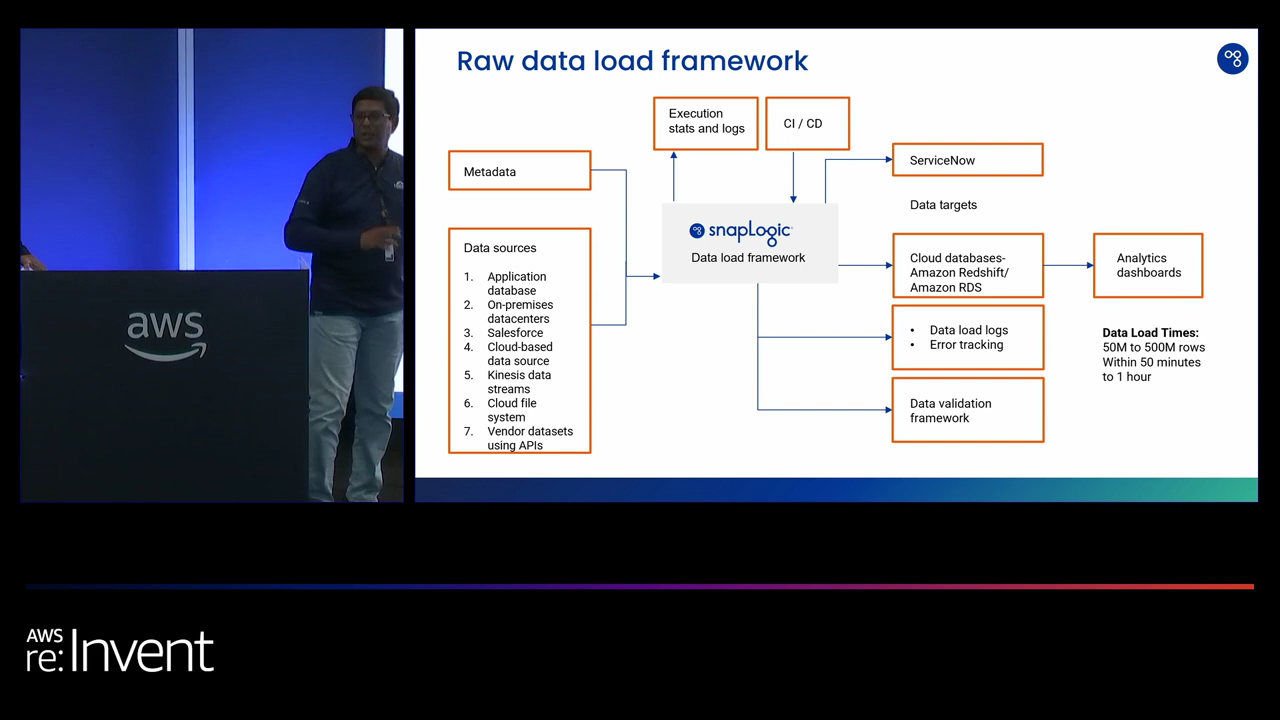 Raw data load framework
Execution
stats and logs
CI / CD
Metadata
ServiceNow
Data targets
snapLogic
Data load framework
Data sources
1. Application
database
2. On-premises
datacenters
3. Salesforce
4. Cloud-based
data source
5. Kinesis data
streams
6. Cloud file
system
7. Vendor datasets
using APIs
Cloud databases-
Amazon Redshift/
Amazon RDS
Analytics
dashboards
• Data load logs
• Error tracking
Data Load Times:
50M to 500M rows
Within 50 minutes
to 1 hour
Data validation
framework
aws
AWS
re:Invent